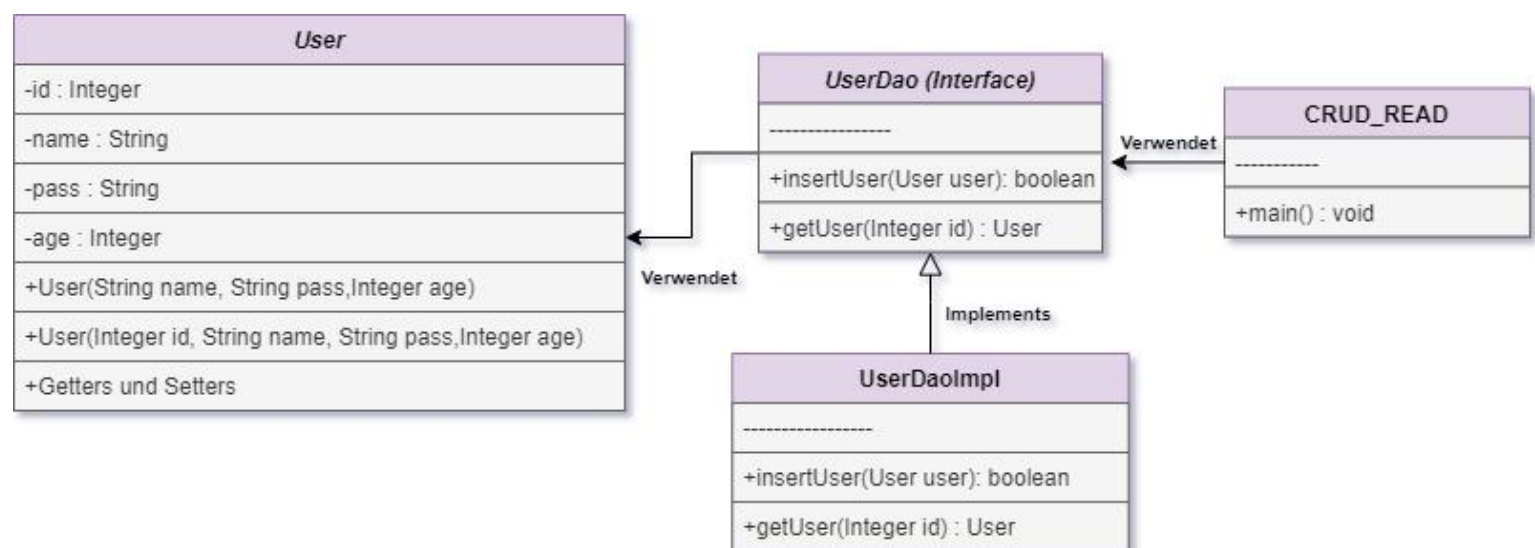 User
-id : Integer
-name : String
-pass : String
-age : Integer
+User(String name, String pass,Integer age)
+User(Integer id, String name, String pass,Integer age)
+Getters und Setters
Verwendet
UserDao (Interface)
-----------------
+insertUser(User user): boolean
+getUser(Integer id) : User
Verwendet
CRUD_READ
-----------
+main() : void
Implements
UserDaoImpl
-----------------
+insertUser(User user): boolean
+getUser(Integer id) : User